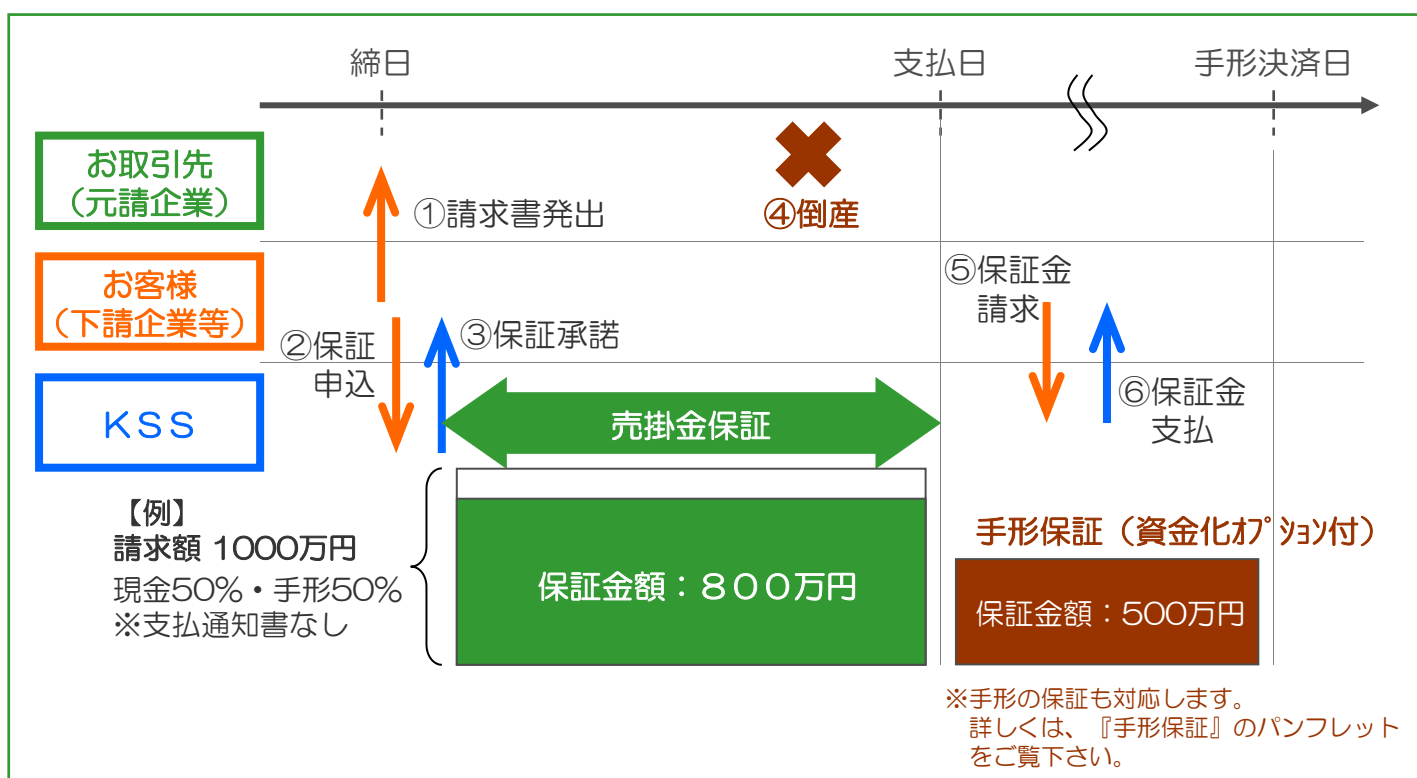 締日
支払日
手形決済日
お取引先
（元請企業）
①請求書発出
④倒産
お客様
（下請企業等）
②保証
申込
③保証承諾
⑤保証金
請求
KSS
売掛金保証
⑥保証金
支払
【例】
請求額 1000万円
現金50%・手形50%
※支払通知書なし
保証金額：８００万円
手形保証（資金化ｵﾌﾟｼｮﾝ付）
保証金額：500万円
※手形の保証も対応します。
詳しくは、『手形保証』のパンフレット
をご覧下さい。